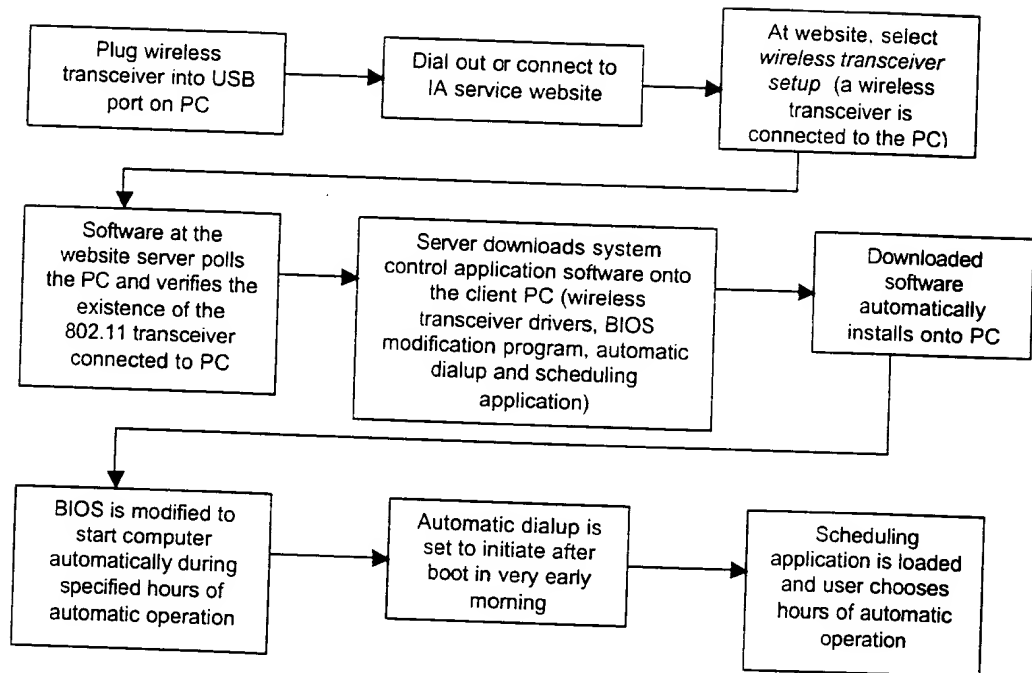 Plug wireless
transceiver into USB
port on PC
Dial out or connect to
IA service website
At website, select
wireless transceiver
setup (a wireless
transceiver is
connected to the PC)
Software at the
website server polls
the PC and verifies the
existence of the
802.11 transceiver
connected to PC
Server downloads system
control application software onto
the client PC (wireless
transceiver drivers, BIOS
modification program, automatic
dialup and scheduling
application)
Downloaded
software
automatically
installs onto PC
BIOS is modified to
start computer
automatically during
specified hours of
automatic operation
Automatic dialup is
set to initiate after
boot in very early
morning
Scheduling
application is loaded
and user chooses
hours of automatic
operation